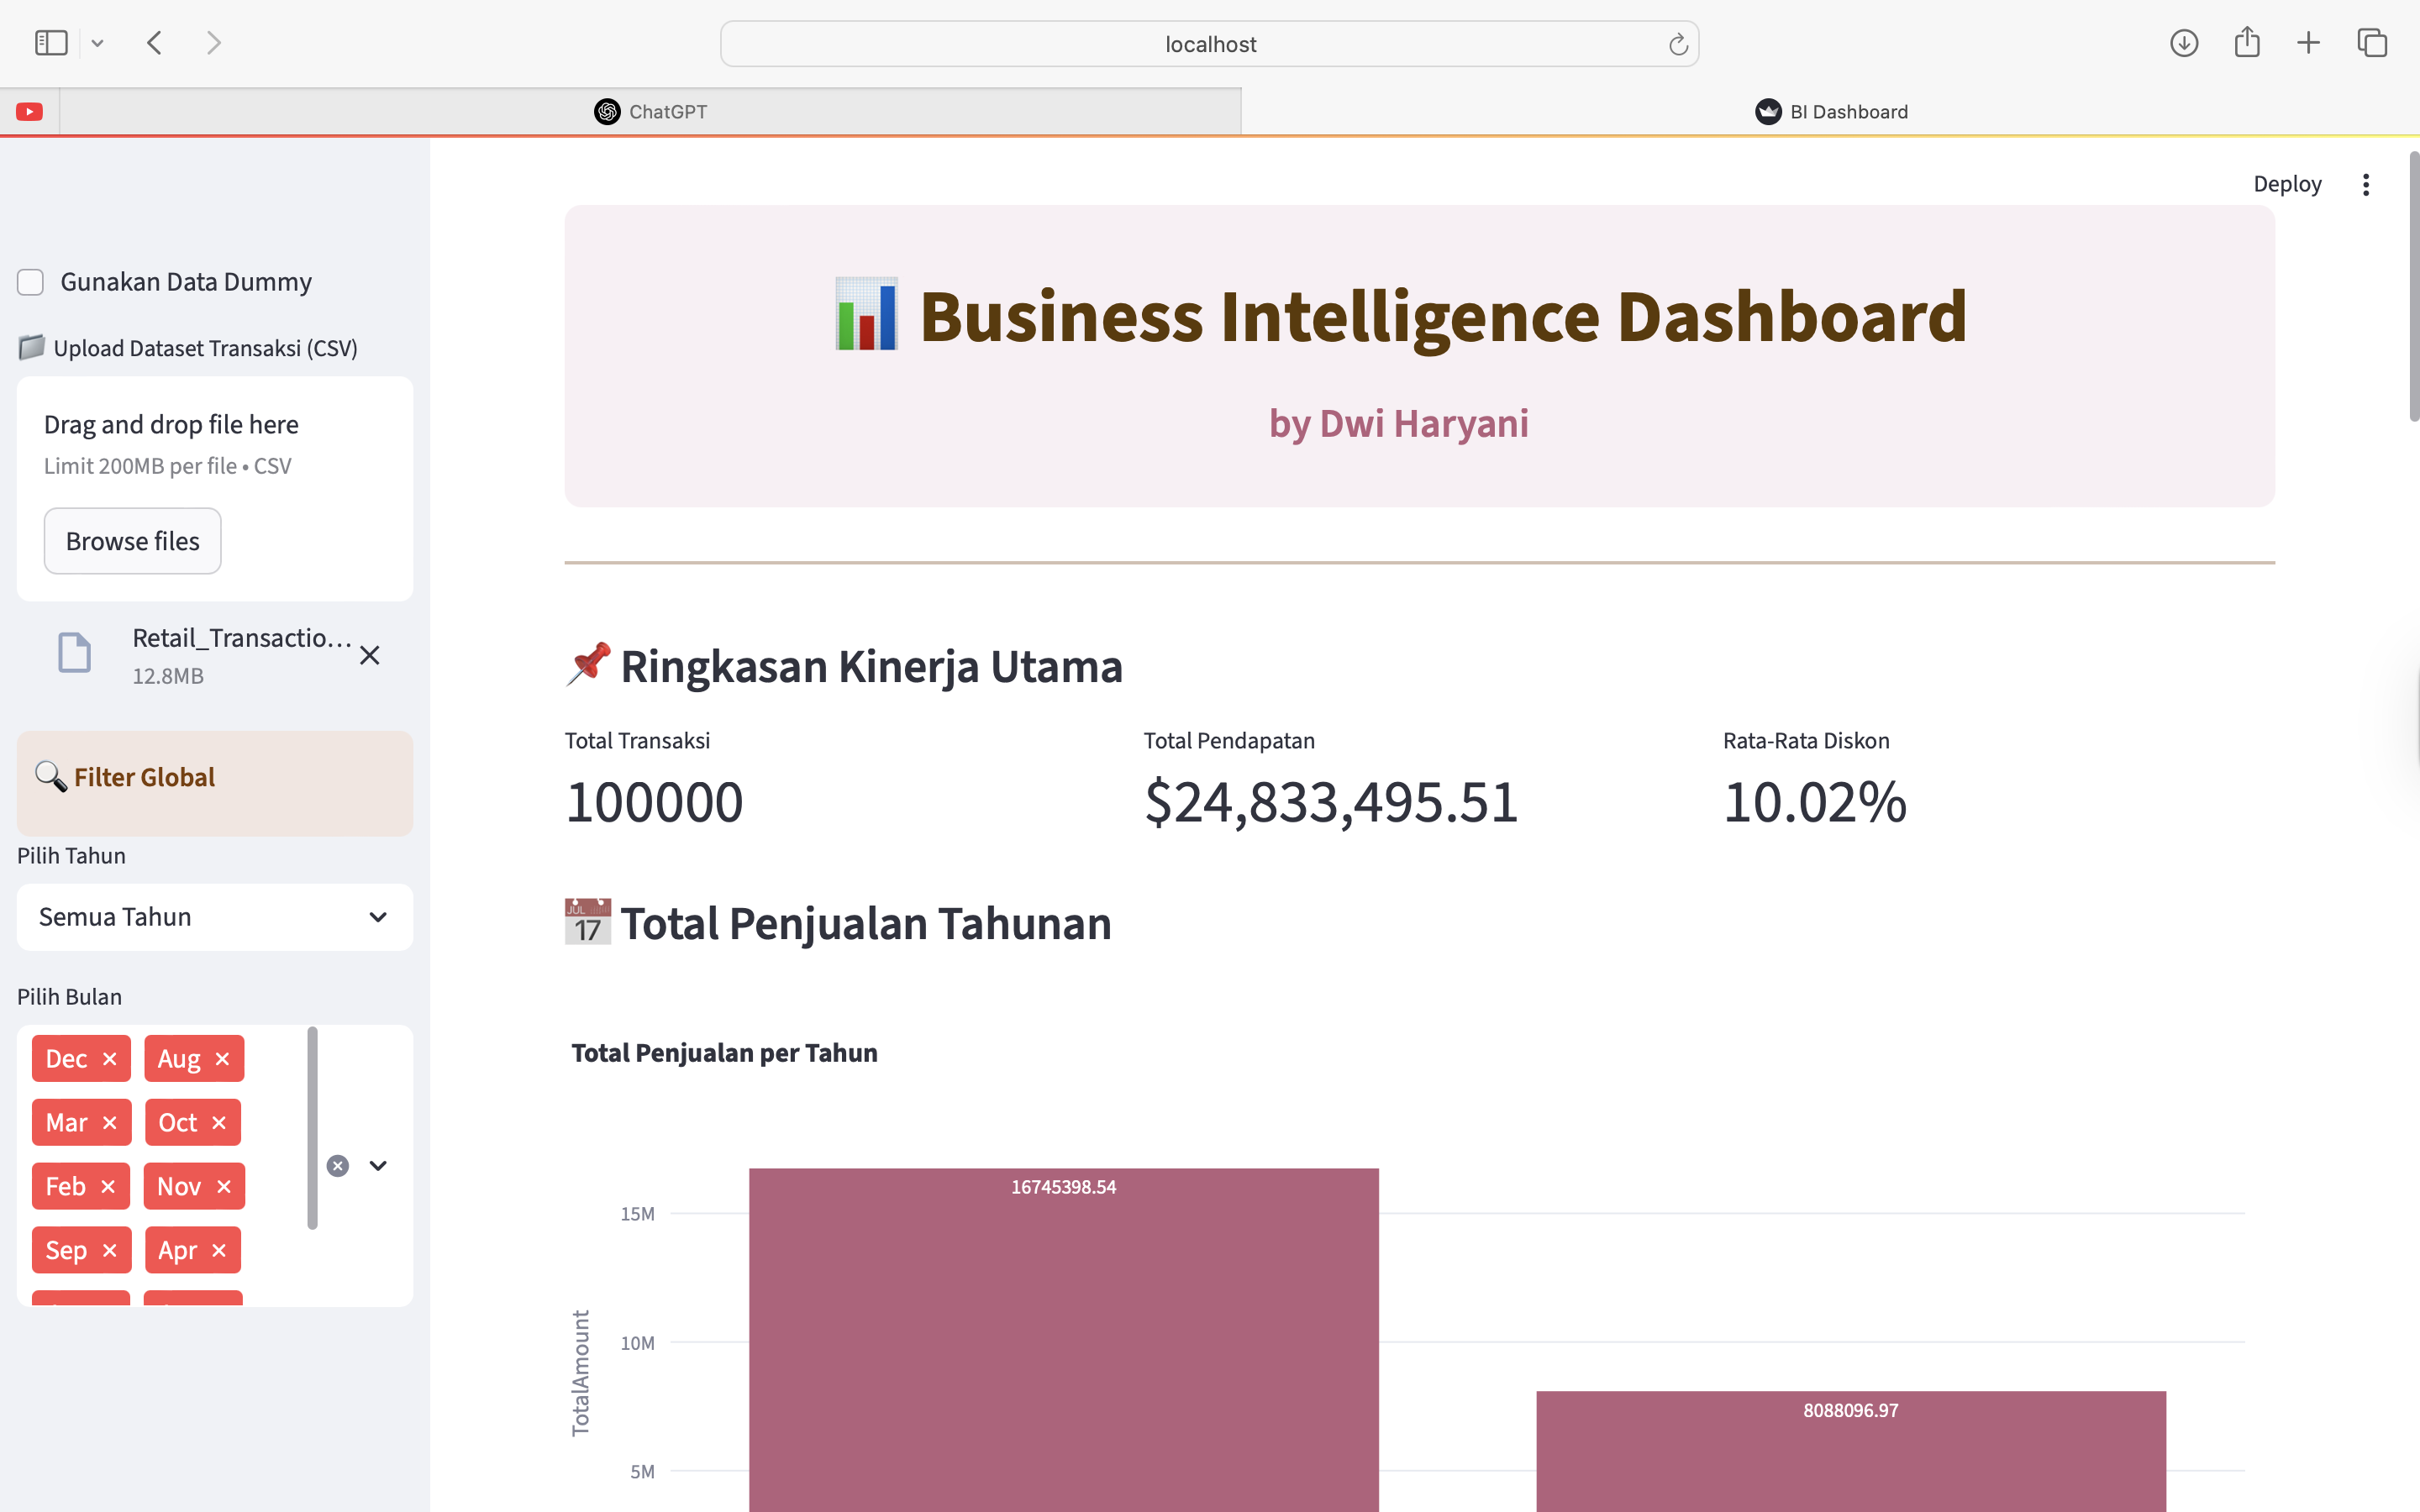 localhost
ChatGPT
BI Dashboard
Deploy
Gunakan Data Dummy
Upload Dataset Transaksi (CSV)
Drag and drop file here
Limit 200MB per file • CSV
Browse files
Retail_Transactio...
12.8MB
Filter Global
Pilih Tahun
Semua Tahun
Pilih Bulan
Dec × Aug ×
Mar × Oct ×
Feb × Nov ×
Sep × Apr ×
Business Intelligence Dashboard
by Dwi Haryani
Ringkasan Kinerja Utama
Total Transaksi
100000
Total Pendapatan
$24,833,495.51
Rata-Rata Diskon
10.02%
JUL
17
Total Penjualan Tahunan
Total Penjualan per Tahun
16745398.54
8088096.97
15M
10M
5M
TotalAmount